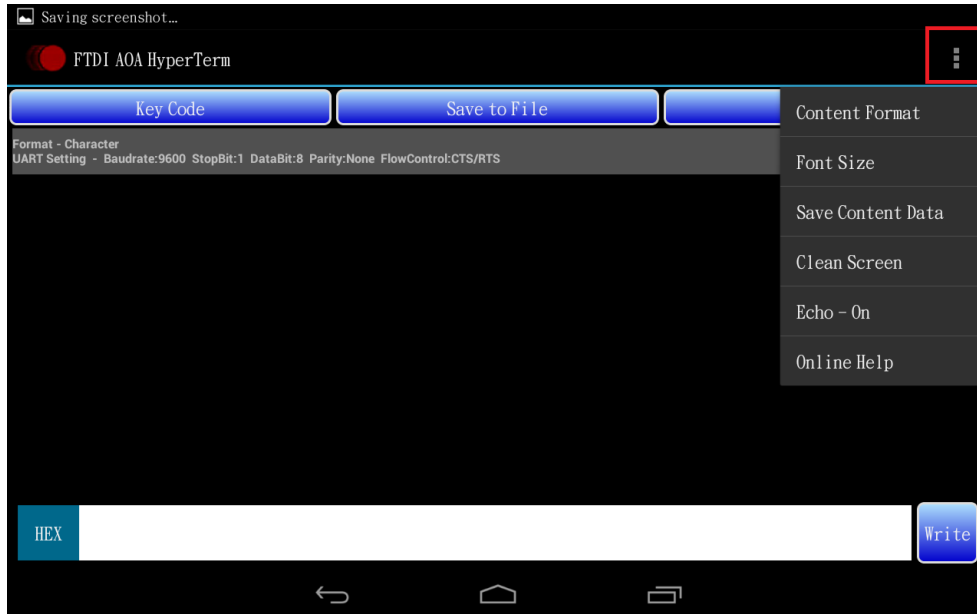 Saving screenshot…
FTDI AOA HyperTerm
Key Code
Save to File
Format - Character
UART Setting - Baudrate:9600 StopBit:1 DataBit:8 Parity:None FlowControl:CTS/RTS
Content Format
Font Size
Save Content Data
Clean Screen
Echo - On
Online Help
HEX
Write